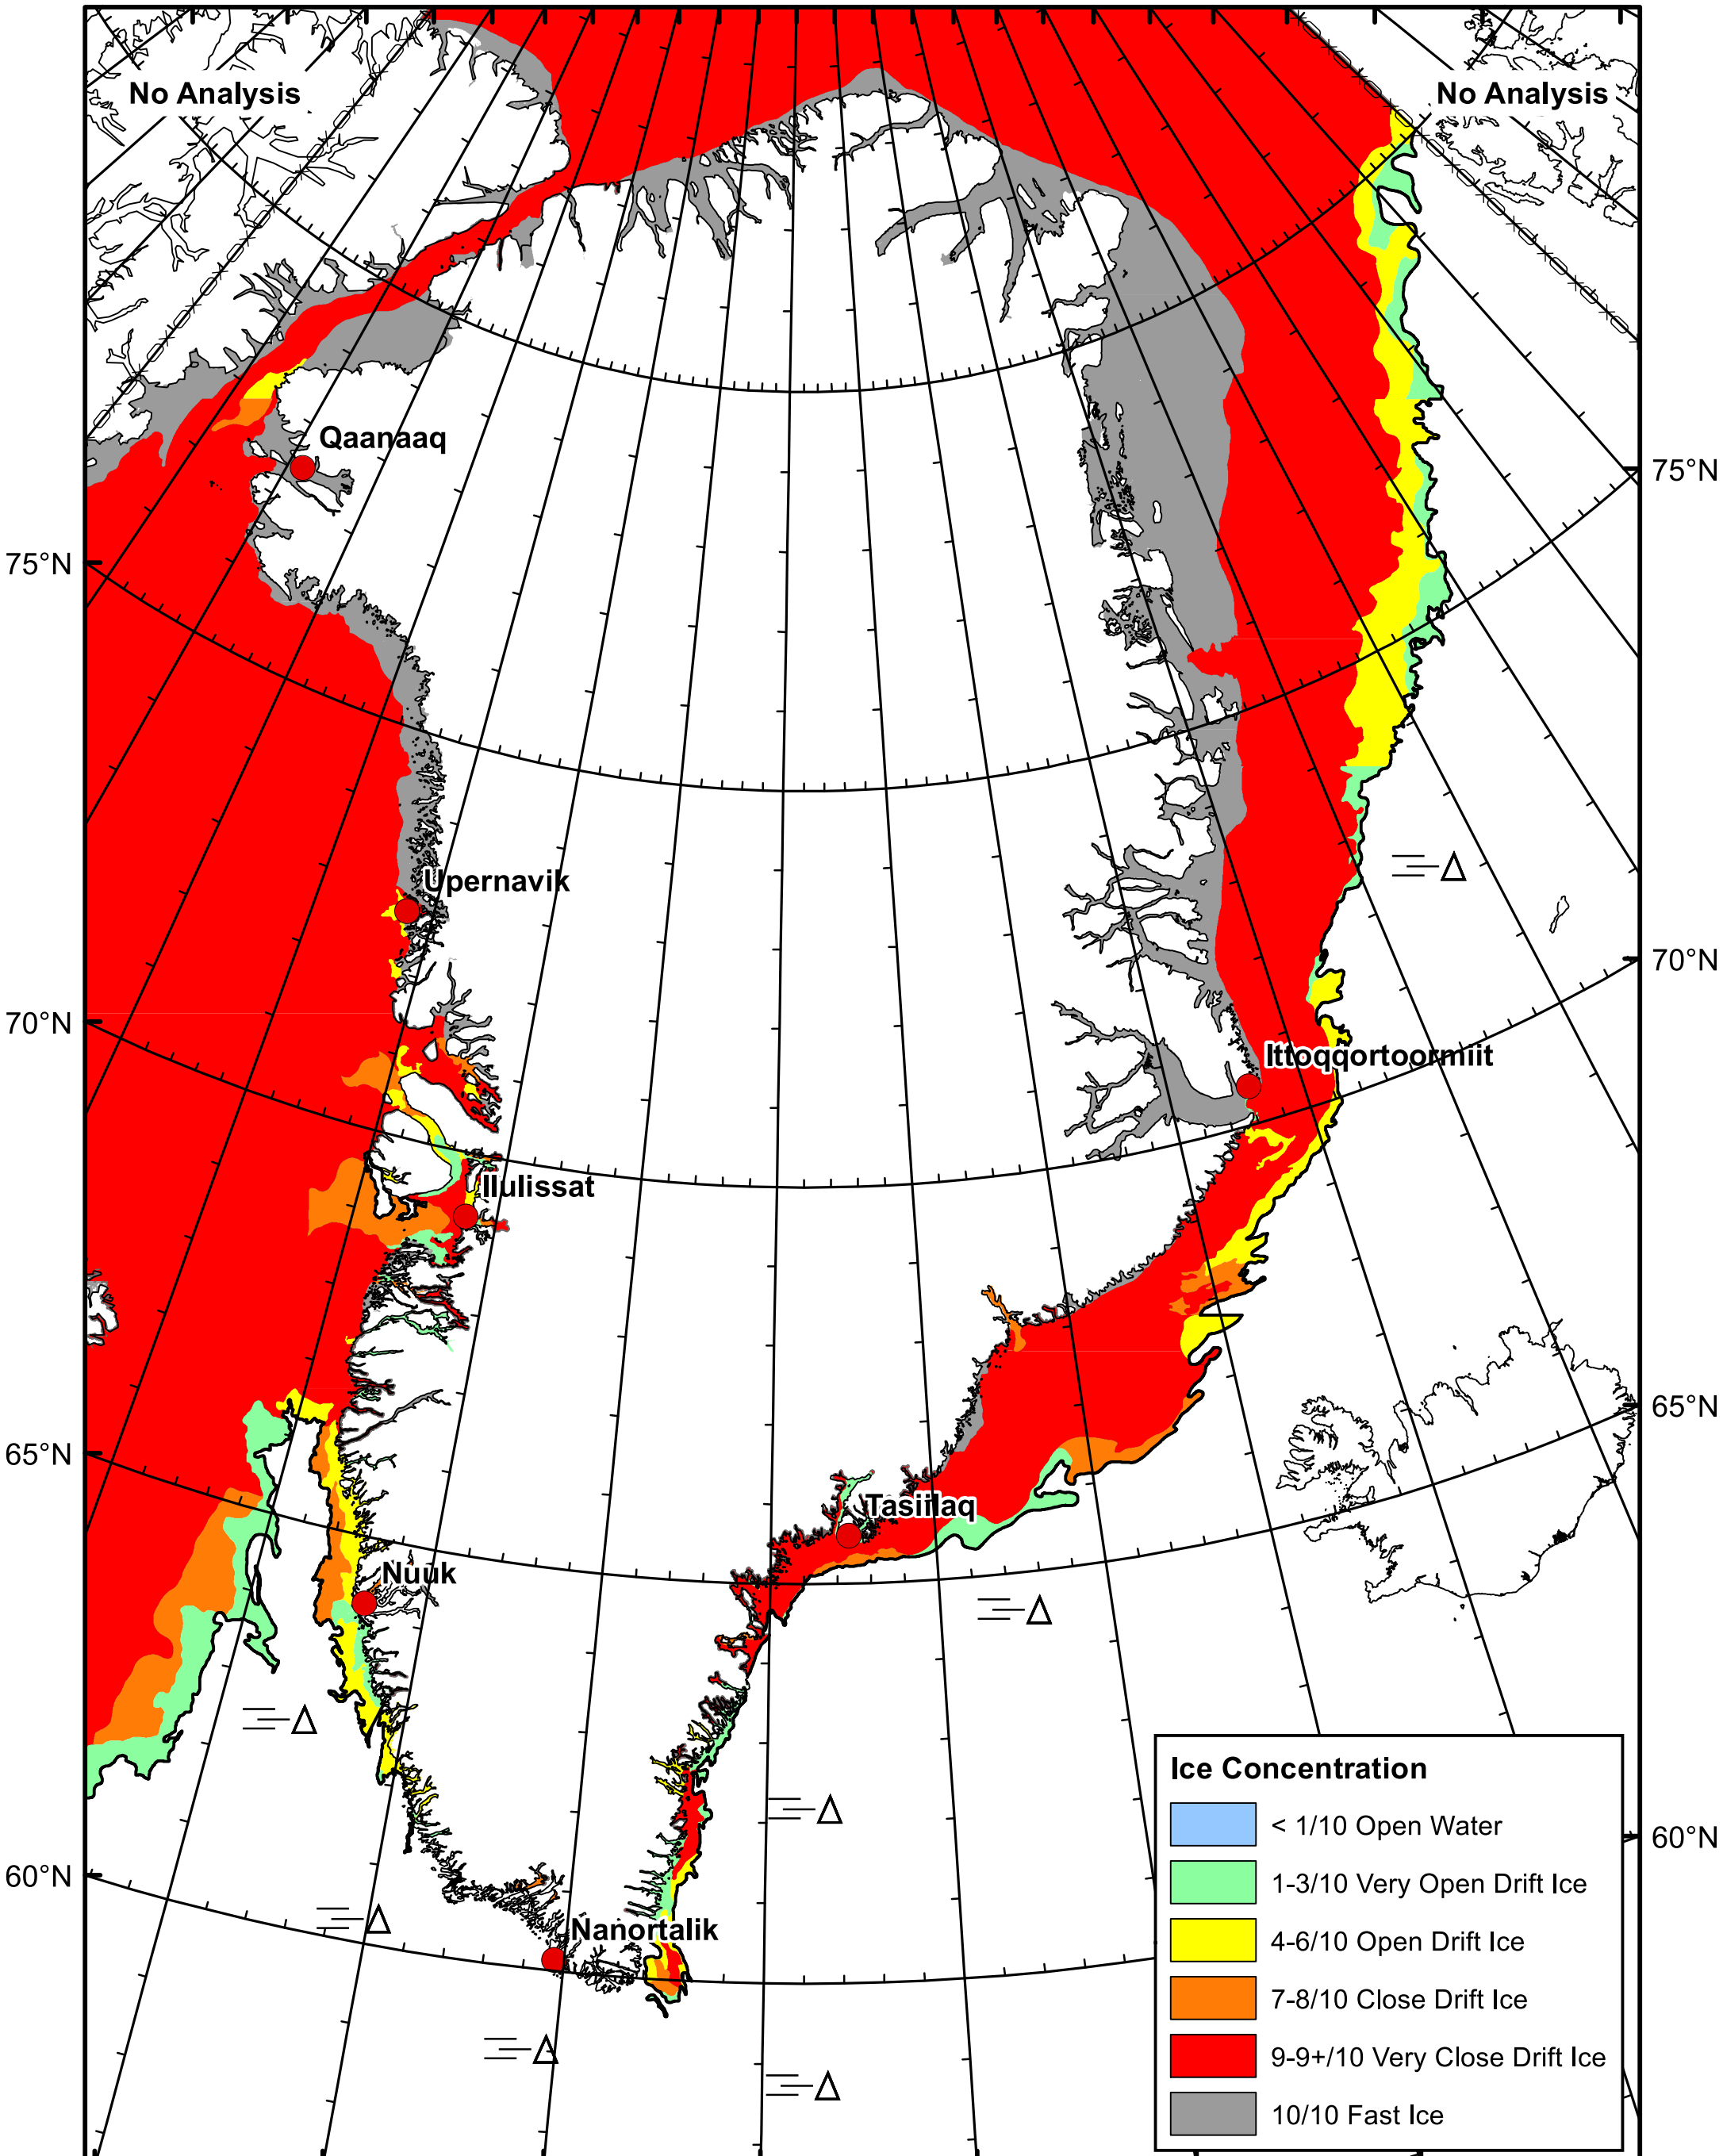 No Analysis
No Analysis
Qaanaaq
75°N
75°N
Upernavik
70°N
70°N
Ittoqqortoormiit
Ilulissat
65°N
65°N
Tasiilaq
Nuuk
60°N
60°N
Nanortalik
Ice Concentration
< 1/10 Open Water
1-3/10 Very Open Drift Ice
4-6/10 Open Drift Ice
7-8/10 Close Drift Ice
9-9+/10 Very Close Drift Ice
10/10 Fast Ice